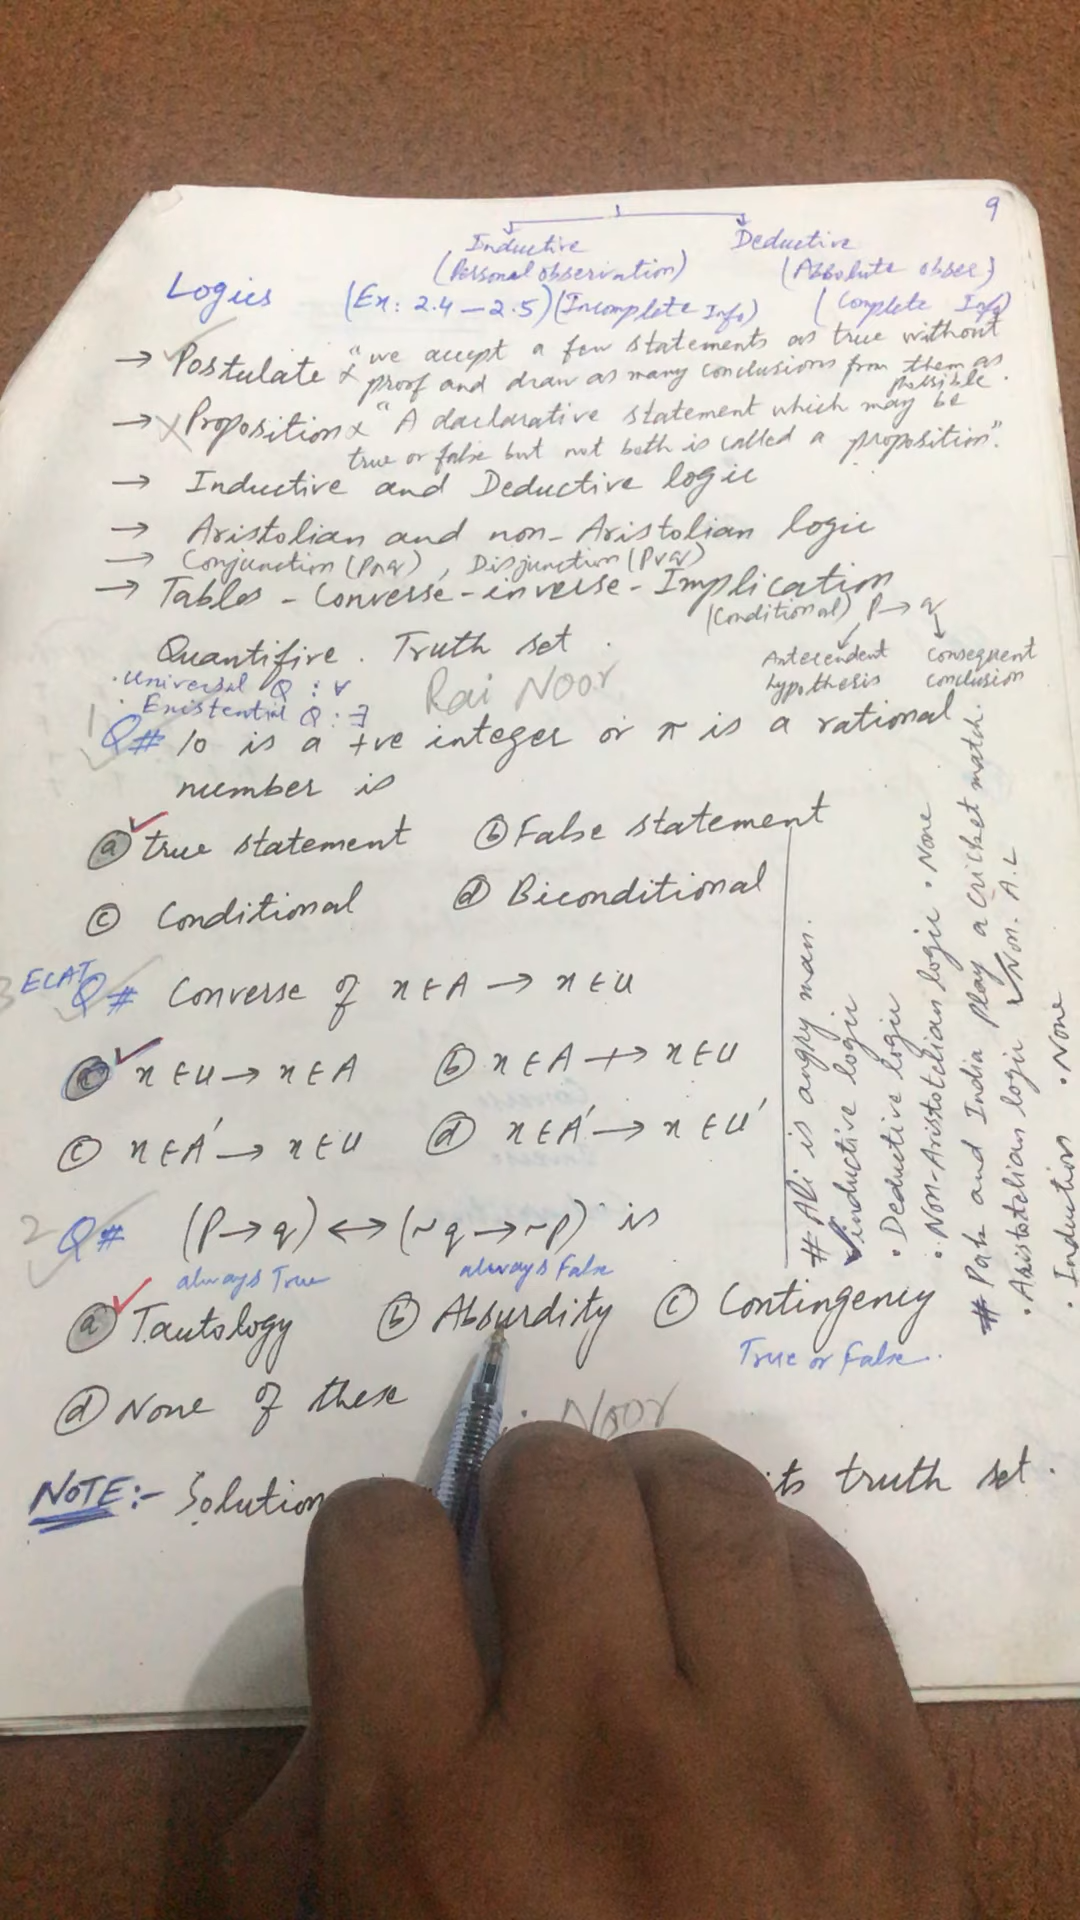 9
Inductive Deductive
(Personal observation) (Absolute obser)
Logics (Ex: 2.4 — 2.5) (Incomplete Info) (Complete Info)
→ Postulate "we accept a few statements as true without
proof and draw as many conclusions from them as
possible.
→ Proposition "A daclarative statement which may be
true or false but not both is called a proposition".
→ Inductive and Deductive logic
→ Aristolian and non-Aristolian logic
→ Conjunction (P∧q), Disjunction (P∨q)
→ Tables - Converse - inverse - Implication
(Conditional) P → q
Quantifire. Truth set.
Antecendent Consequent
hypothesis conclusion
. Universal Q : ∀
. Existential Q : ∃
Rai Noor
1
Q# 10 is a +ve integer or π is a rational
number is
ⓐ true statement ⓑ False statement
ⓒ Conditional ⓓ Biconditional
3 ECAT Q# Converse of x∈A → x∈U
ⓐ x∈U → x∈A ⓑ x∈A ↛ x∈U
ⓒ x∈A' → x∈U ⓓ x∈A' → x∈U'
2 Q# (P→q) ↔ (~q→~p) is
always True always False
ⓐ Tautology ⓑ Absurdity ⓒ Contingency
True or False.
ⓓ None of these
Noor
NOTE:- Solution its truth set.
# Ali is angry man.
✓ inductive logic
• Deductive logic
• Non-Aristotelian logic • None
# Pak and India Play a cricket match.
• Aristotelian logic ✓ Non. A.L
• Induction • None